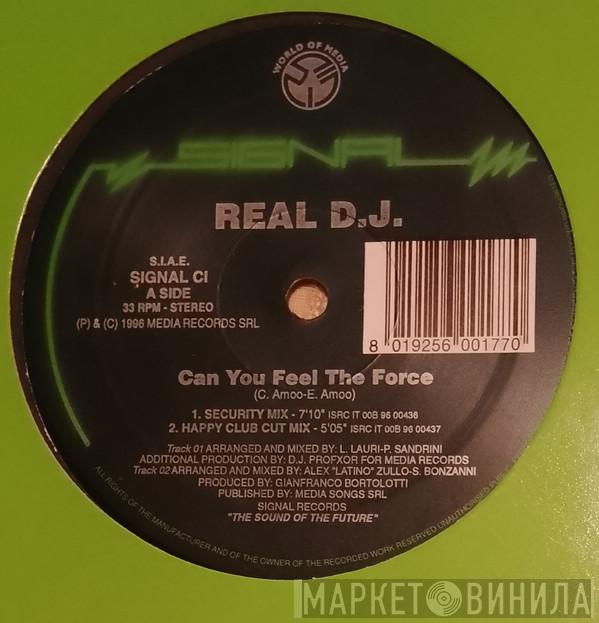 WORLD OF MEDIA
SIGNAL
REAL D.J.
S.I.A.E.
SIGNAL CI
A SIDE
33 RPM - STEREO
(P) & (C) 1996 MEDIA RECORDS SRL
8 019256 001770
Can You Feel The Force
(C. Amoo-E. Amoo)
1. SECURITY MIX - 7'10" ISRC IT 00B 96 00436
2. HAPPY CLUB CUT MIX - 5'05" ISRC IT 00B 96 00437
Track 01 ARRANGED AND MIXED BY: L. LAURI-P. SANDRINI
ADDITIONAL PRODUCTION BY: D.J. PROFXOR FOR MEDIA RECORDS
Track 02 ARRANGED AND MIXED BY: ALEX "LATINO" ZULLO-S. BONZANNI
PRODUCED BY: GIANFRANCO BORTOLOTTI
PUBLISHED BY: MEDIA SONGS SRL
SIGNAL RECORDS
"THE SOUND OF THE FUTURE"
ALL RIGHTS OF THE MANUFACTURER AND OF THE OWNER OF THE RECORDED WORK RESERVED UNAUTHORISED
МАРКЕТ ВИНИЛА